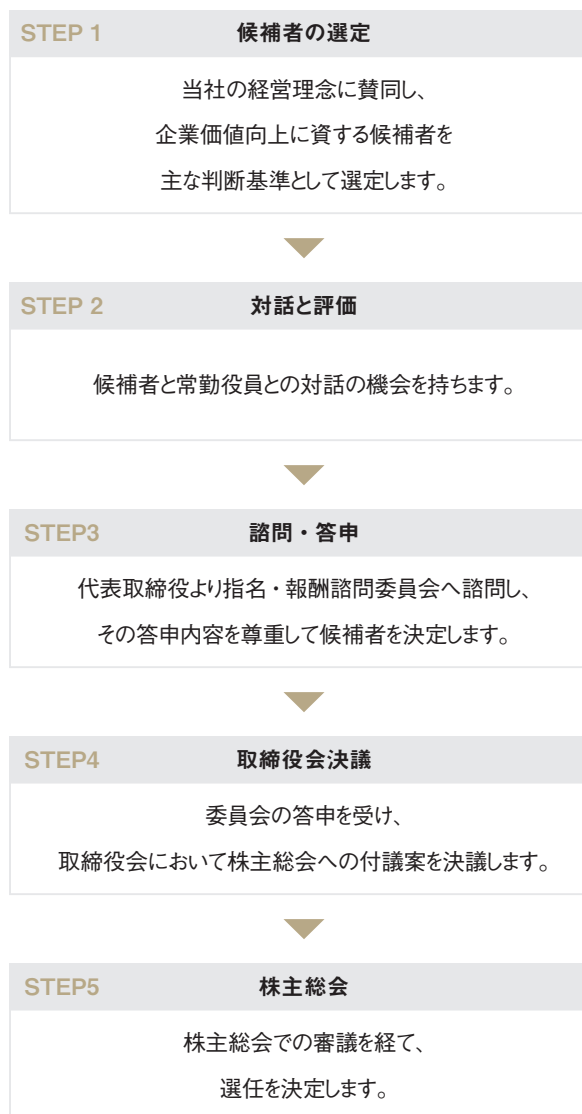 STEP 1 候補者の選定
当社の経営理念に賛同し、
企業価値向上に資する候補者を
主な判断基準として選定します。
STEP 2 対話と評価
候補者と常勤役員との対話の機会を持ちます。
STEP3 諮問・答申
代表取締役より指名・報酬諮問委員会へ諮問し、
その答申内容を尊重して候補者を決定します。
STEP4 取締役会決議
委員会の答申を受け、
取締役会において株主総会への付議案を決議します。
STEP5 株主総会
株主総会での審議を経て、
選任を決定します。